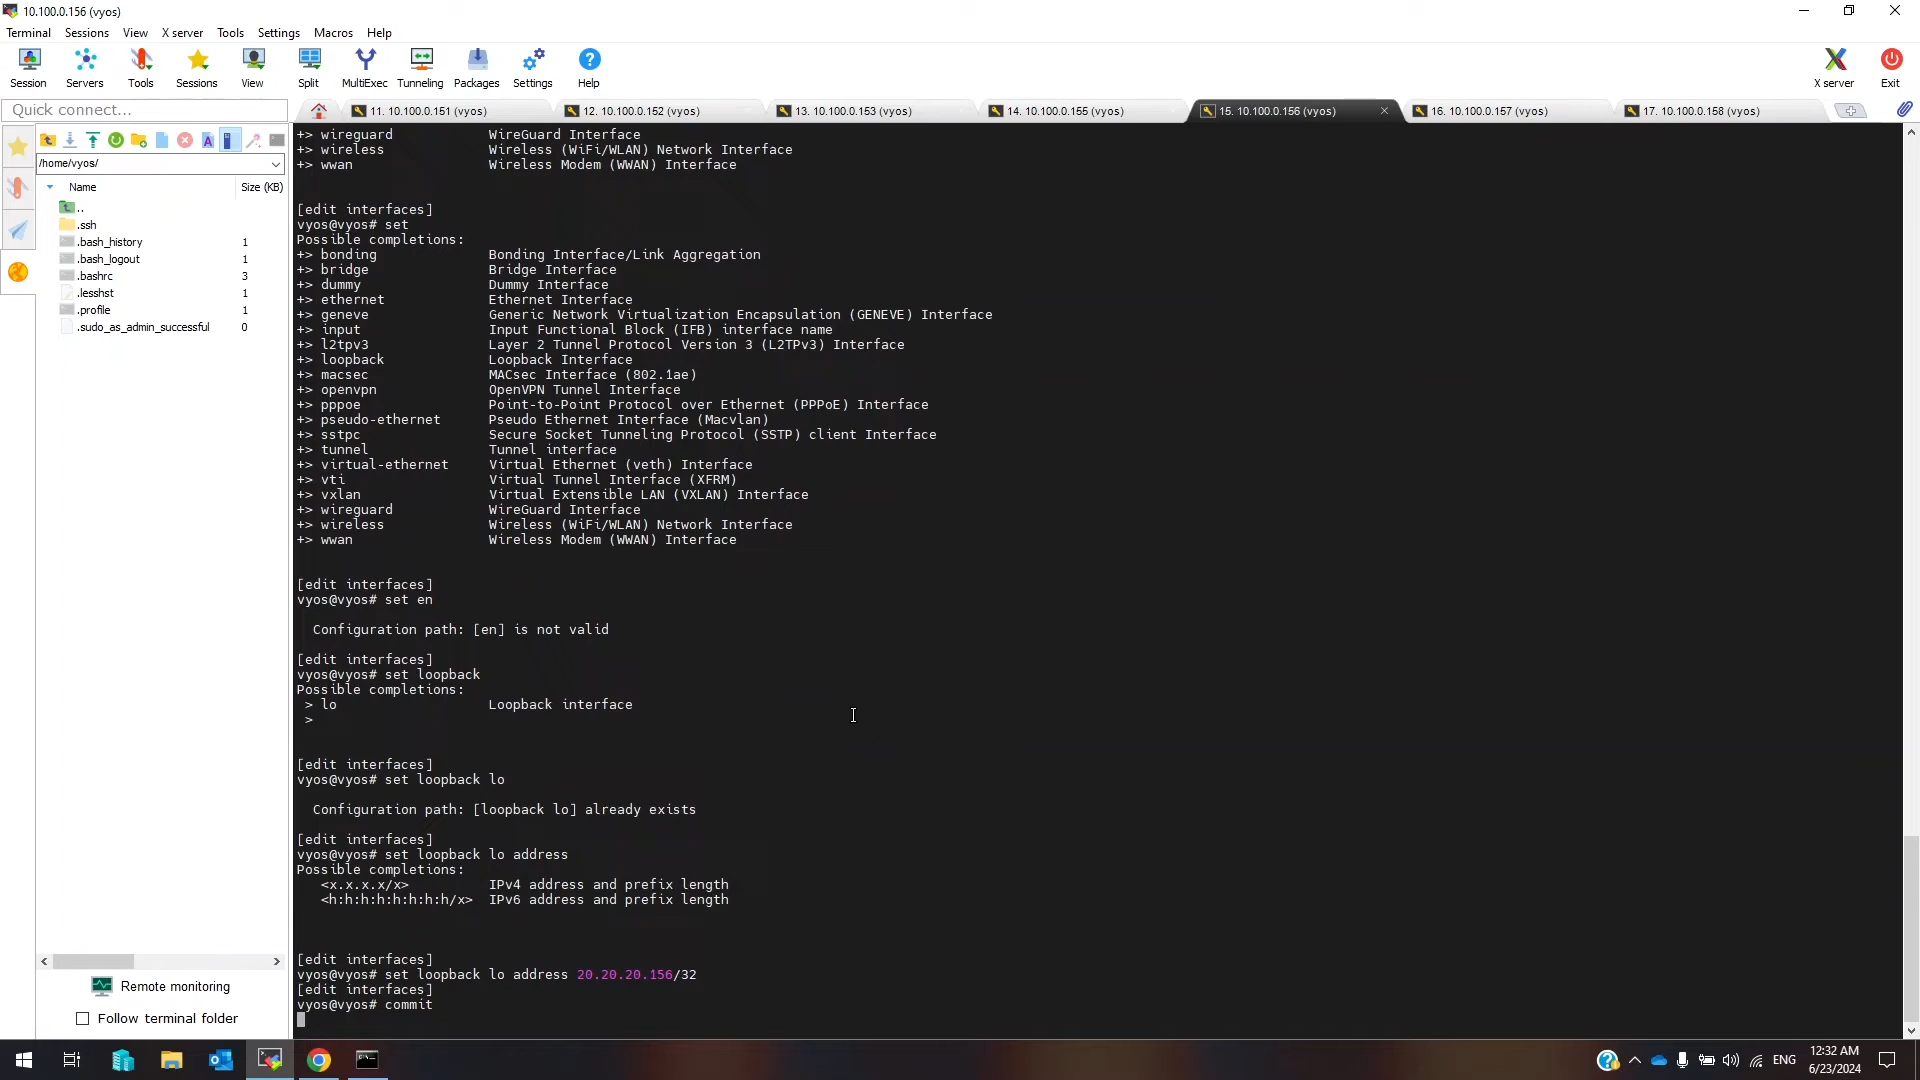 10.100.0.156 (vyos)
Terminal Sessions View X server Tools Settings Macros Help
Session Servers Tools Sessions View Split MultiExec Tunneling Packages Settings Help X server Exit
Quick connect...
11. 10.100.0.151 (vyos) 12. 10.100.0.152 (vyos) 13. 10.100.0.153 (vyos) 14. 10.100.0.155 (vyos) 15. 10.100.0.156 (vyos) 16. 10.100.0.157 (vyos) 17. 10.100.0.158 (vyos)
/home/vyos/
Name Size (KB)
..
.ssh
.bash_history 1
.bash_logout 1
.bashrc 3
.lesshst 1
.profile 1
.sudo_as_admin_successful 0
Remote monitoring
Follow terminal folder
+> wireguard WireGuard Interface
+> wireless Wireless (WiFi/WLAN) Network Interface
+> wwan Wireless Modem (WWAN) Interface
[edit interfaces]
vyos@vyos# set
Possible completions:
+> bonding Bonding Interface/Link Aggregation
+> bridge Bridge Interface
+> dummy Dummy Interface
+> ethernet Ethernet Interface
+> geneve Generic Network Virtualization Encapsulation (GENEVE) Interface
+> input Input Functional Block (IFB) interface name
+> l2tpv3 Layer 2 Tunnel Protocol Version 3 (L2TPv3) Interface
+> loopback Loopback Interface
+> macsec MACsec Interface (802.1ae)
+> openvpn OpenVPN Tunnel Interface
+> pppoe Point-to-Point Protocol over Ethernet (PPPoE) Interface
+> pseudo-ethernet Pseudo Ethernet Interface (Macvlan)
+> sstpc Secure Socket Tunneling Protocol (SSTP) client Interface
+> tunnel Tunnel interface
+> virtual-ethernet Virtual Ethernet (veth) Interface
+> vti Virtual Tunnel Interface (XFRM)
+> vxlan Virtual Extensible LAN (VXLAN) Interface
+> wireguard WireGuard Interface
+> wireless Wireless (WiFi/WLAN) Network Interface
+> wwan Wireless Modem (WWAN) Interface
[edit interfaces]
vyos@vyos# set en
Configuration path: [en] is not valid
[edit interfaces]
vyos@vyos# set loopback
Possible completions:
> lo Loopback interface
>
[edit interfaces]
vyos@vyos# set loopback lo
Configuration path: [loopback lo] already exists
[edit interfaces]
vyos@vyos# set loopback lo address
Possible completions:
<x.x.x.x/x> IPv4 address and prefix length
<h:h:h:h:h:h:h:h/x> IPv6 address and prefix length
[edit interfaces]
vyos@vyos# set loopback lo address 20.20.20.156/32
[edit interfaces]
vyos@vyos# commit
ENG
12:32 AM
6/23/2024